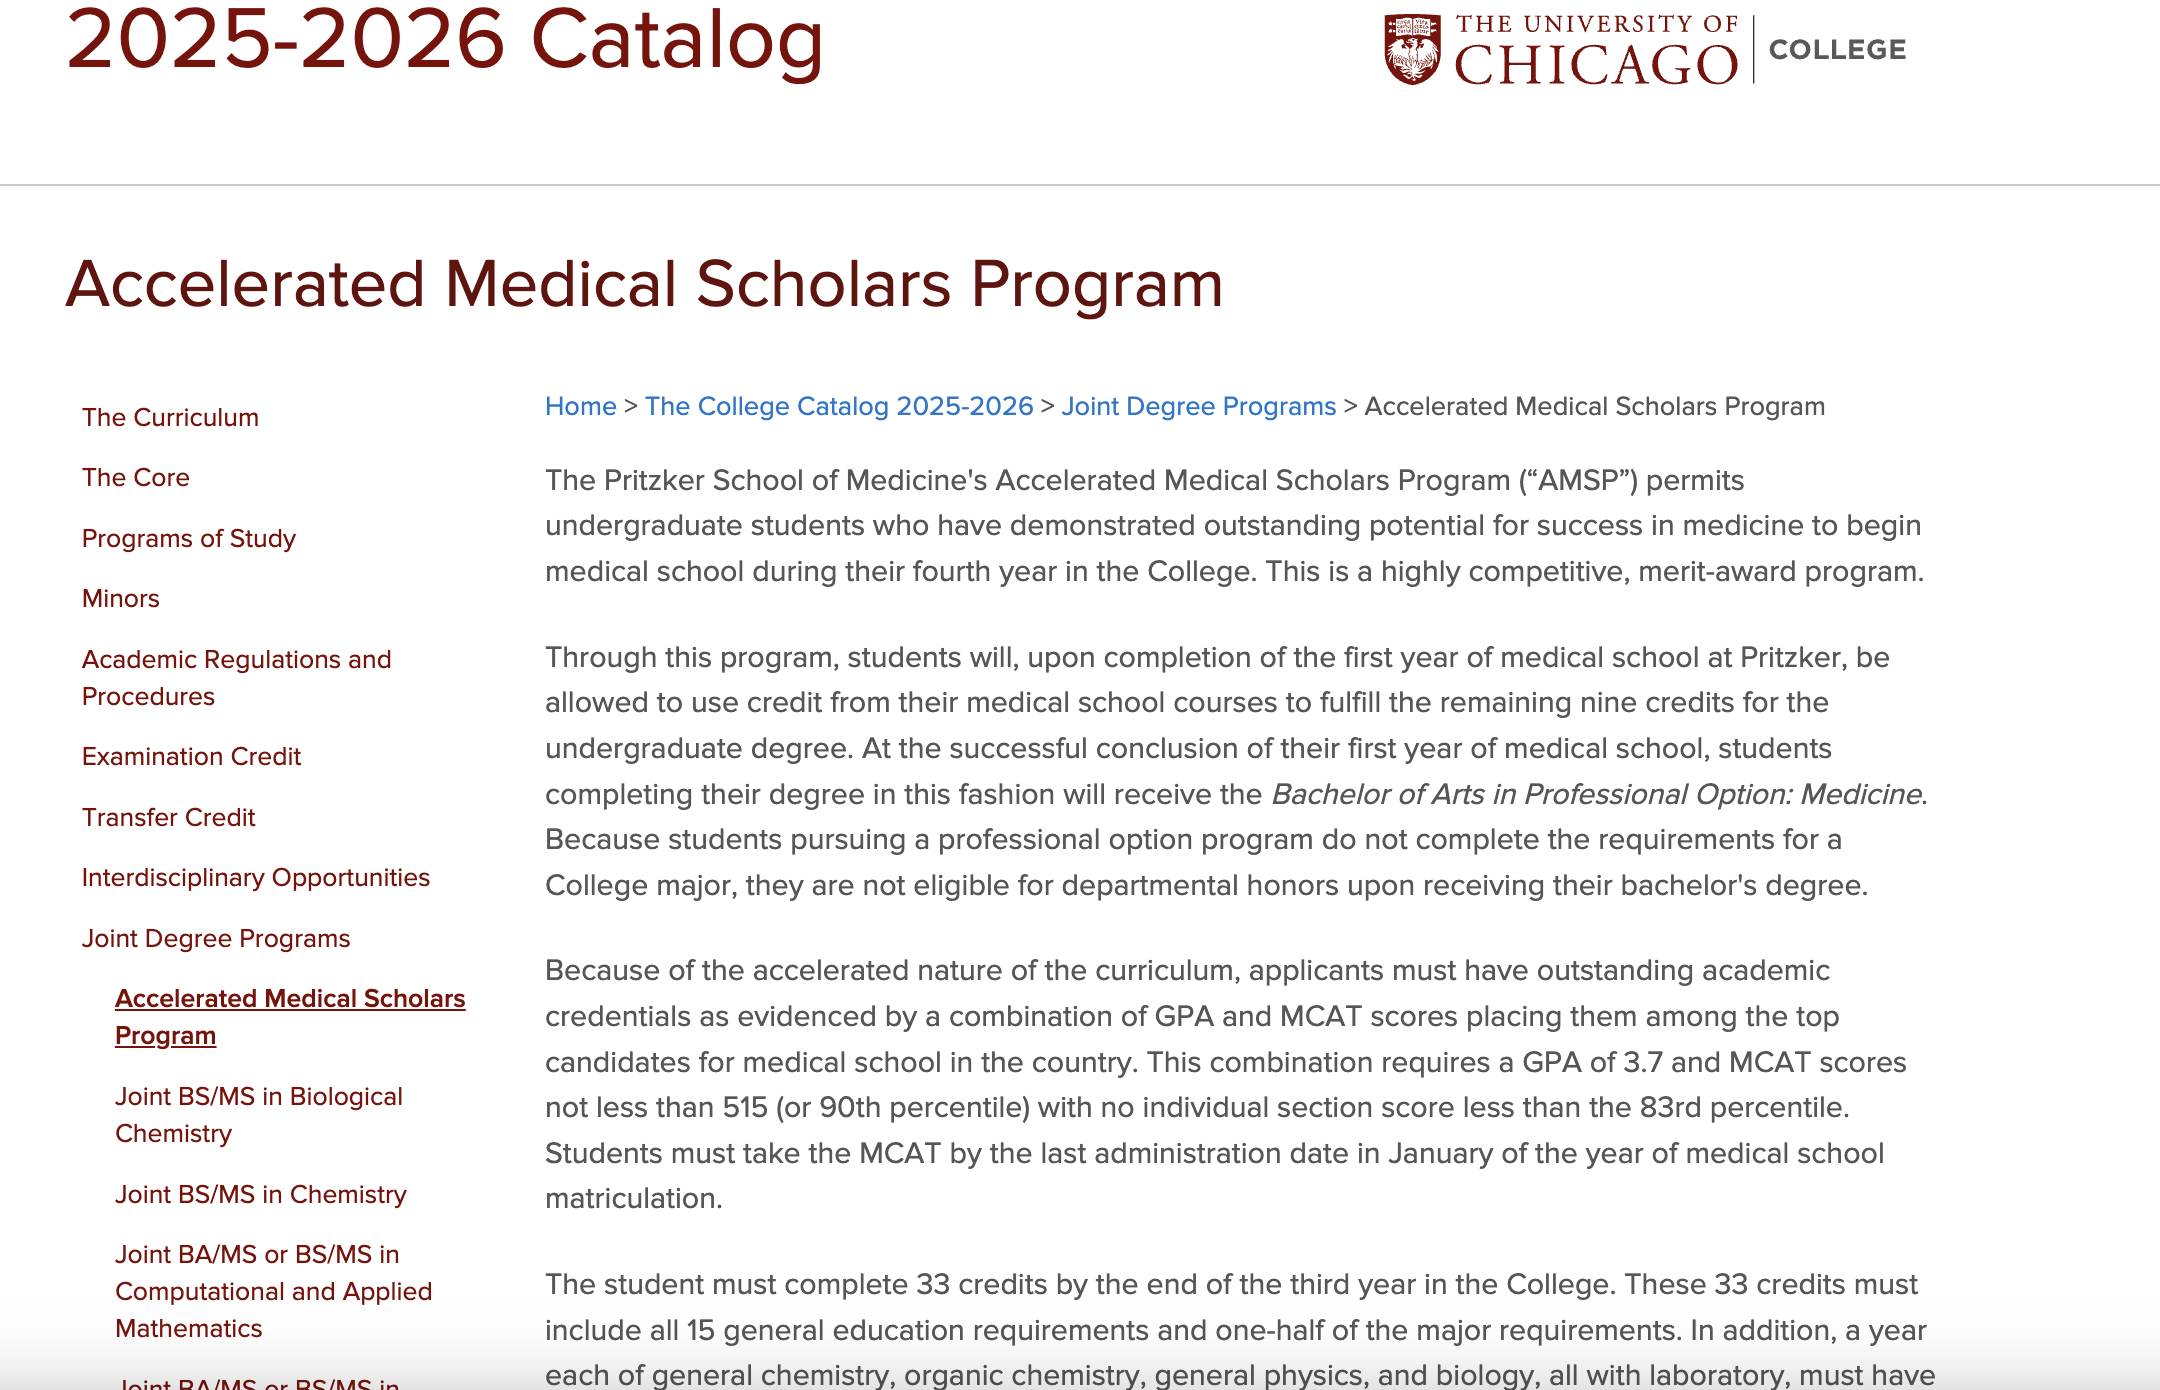 2025-2026 Catalog
THE UNIVERSITY OF
CHICAGO
COLLEGE
Accelerated Medical Scholars Program
The Curriculum
The Core
Programs of Study
Minors
Academic Regulations and
Procedures
Examination Credit
Transfer Credit
Interdisciplinary Opportunities
Joint Degree Programs
Accelerated Medical Scholars
Program
Joint BS/MS in Biological
Chemistry
Joint BS/MS in Chemistry
Joint BA/MS or BS/MS in
Computational and Applied
Mathematics
Joint BA/MS or BS/MS in
Home > The College Catalog 2025-2026 > Joint Degree Programs > Accelerated Medical Scholars Program
The Pritzker School of Medicine's Accelerated Medical Scholars Program (“AMSP”) permits
undergraduate students who have demonstrated outstanding potential for success in medicine to begin
medical school during their fourth year in the College. This is a highly competitive, merit-award program.
Through this program, students will, upon completion of the first year of medical school at Pritzker, be
allowed to use credit from their medical school courses to fulfill the remaining nine credits for the
undergraduate degree. At the successful conclusion of their first year of medical school, students
completing their degree in this fashion will receive the Bachelor of Arts in Professional Option: Medicine.
Because students pursuing a professional option program do not complete the requirements for a
College major, they are not eligible for departmental honors upon receiving their bachelor's degree.
Because of the accelerated nature of the curriculum, applicants must have outstanding academic
credentials as evidenced by a combination of GPA and MCAT scores placing them among the top
candidates for medical school in the country. This combination requires a GPA of 3.7 and MCAT scores
not less than 515 (or 90th percentile) with no individual section score less than the 83rd percentile.
Students must take the MCAT by the last administration date in January of the year of medical school
matriculation.
The student must complete 33 credits by the end of the third year in the College. These 33 credits must
include all 15 general education requirements and one-half of the major requirements. In addition, a year
each of general chemistry, organic chemistry, general physics, and biology, all with laboratory, must have